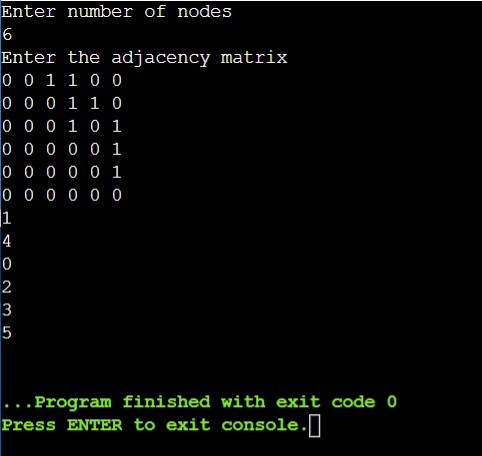 Enter number of nodes
6
Enter the adjacency matrix
0 0 1 1 0 0
0 0 0 1 1 0
0 0 0 1 0 1
0 0 0 0 0 1
0 0 0 0 0 1
0 0 0 0 0 0
1
4
0
2
3
5
...Program finished with exit code 0
Press ENTER to exit console.